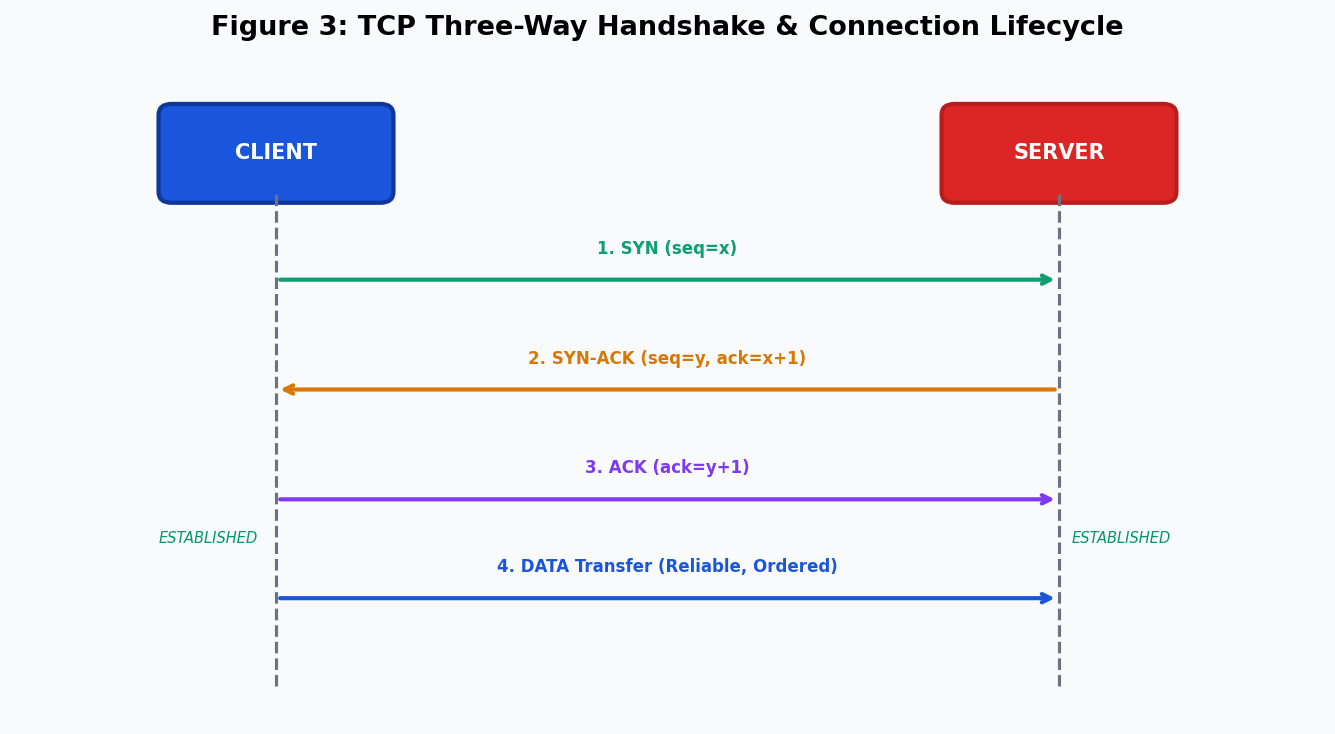 Figure 3: TCP Three-Way Handshake & Connection Lifecycle
CLIENT
SERVER
1. SYN (seq=x)
2. SYN-ACK (seq=y, ack=x+1)
3. ACK (ack=y+1)
ESTABLISHED
ESTABLISHED
4. DATA Transfer (Reliable, Ordered)